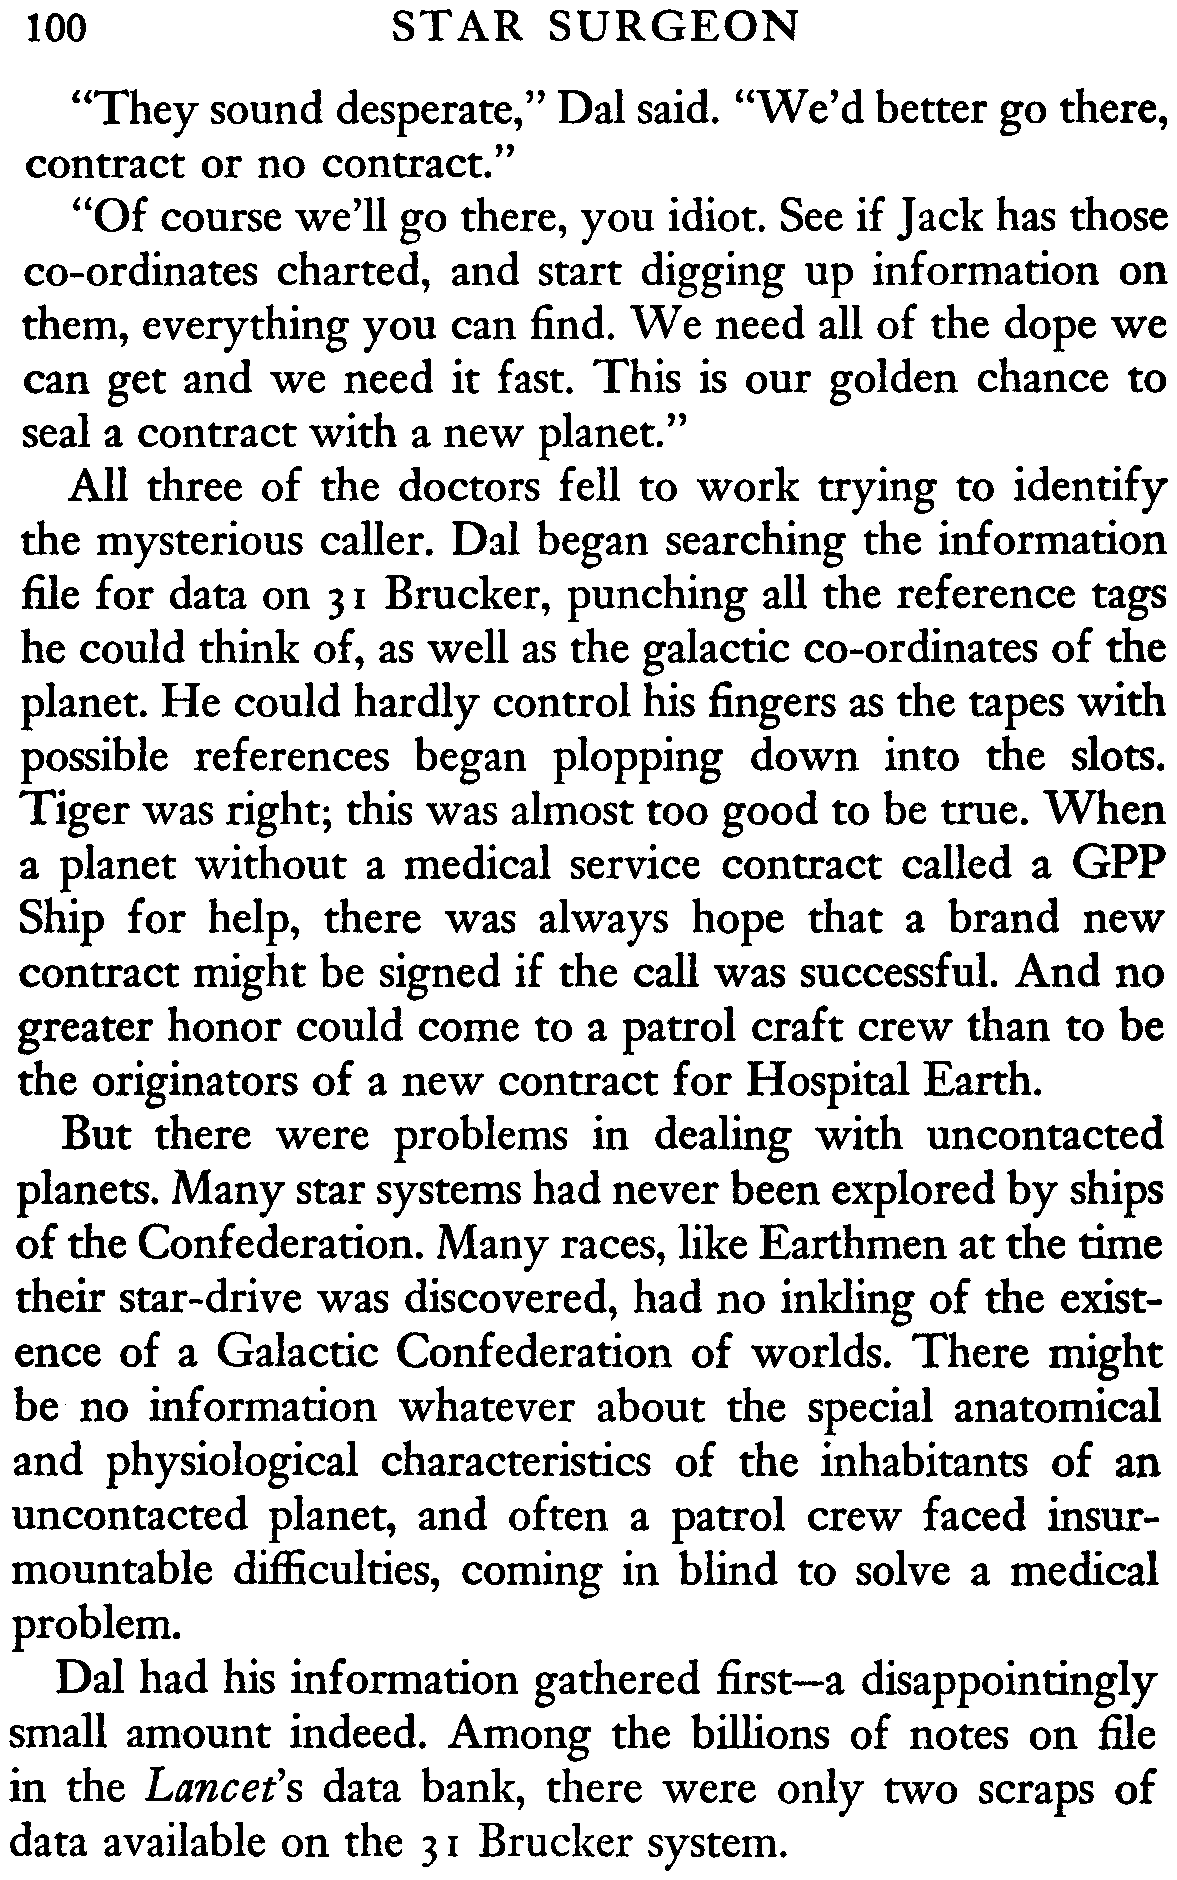 100 STAR SURGEON
“They sound desperate,” Dal said. “We’d better go there,
contract or no contract.”
“Of course we’ll go there, you idiot. See if Jack has those
co-ordinates charted, and start digging up information on
them, everything you can find. We need all of the dope we
can get and we need it fast. This is our golden chance to
seal a contract with a new planet.”
All three of the doctors fell to work trying to identify
the mysterious caller. Dal began searching the information
file for data on 31 Brucker, punching all the reference tags
he could think of, as well as the galactic co-ordinates of the
planet. He could hardly control his fingers as the tapes with
possible references began plopping down into the slots.
Tiger was right; this was almost too good to be true. When
a planet without a medical service contract called a GPP
Ship for help, there was always hope that a brand new
contract might be signed if the call was successful. And no
greater honor could come to a patrol craft crew than to be
the originators of a new contract for Hospital Earth.
But there were problems in dealing with uncontacted
planets. Many star systems had never been explored by ships
of the Confederation. Many races, like Earthmen at the time
their star-drive was discovered, had no inkling of the exist-
ence of a Galactic Confederation of worlds. There might
be no information whatever about the special anatomical
and physiological characteristics of the inhabitants of an
uncontacted planet, and often a patrol crew faced insur-
mountable difficulties, coming in blind to solve a medical
problem.
Dal had his information gathered first—a disappointingly
small amount indeed. Among the billions of notes on file
in the Lancet’s data bank, there were only two scraps of
data available on the 31 Brucker system.